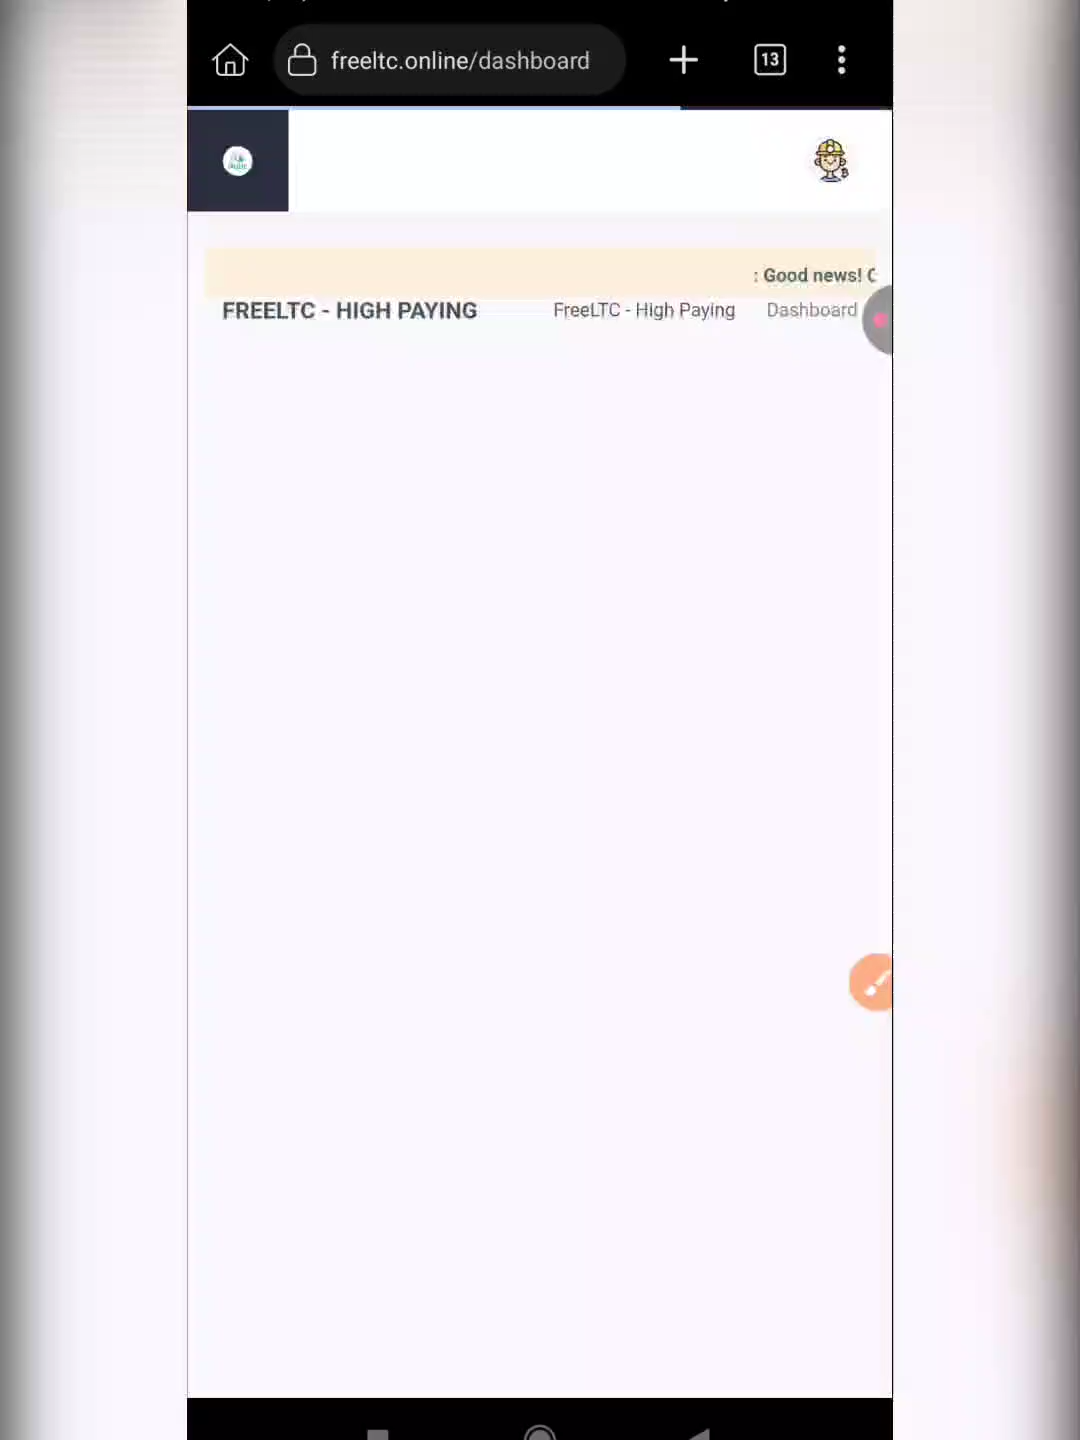 freeltc.online/dashboard
13
: Good news!
FREELTC - HIGH PAYING
FreeLTC - High Paying
Dashboard